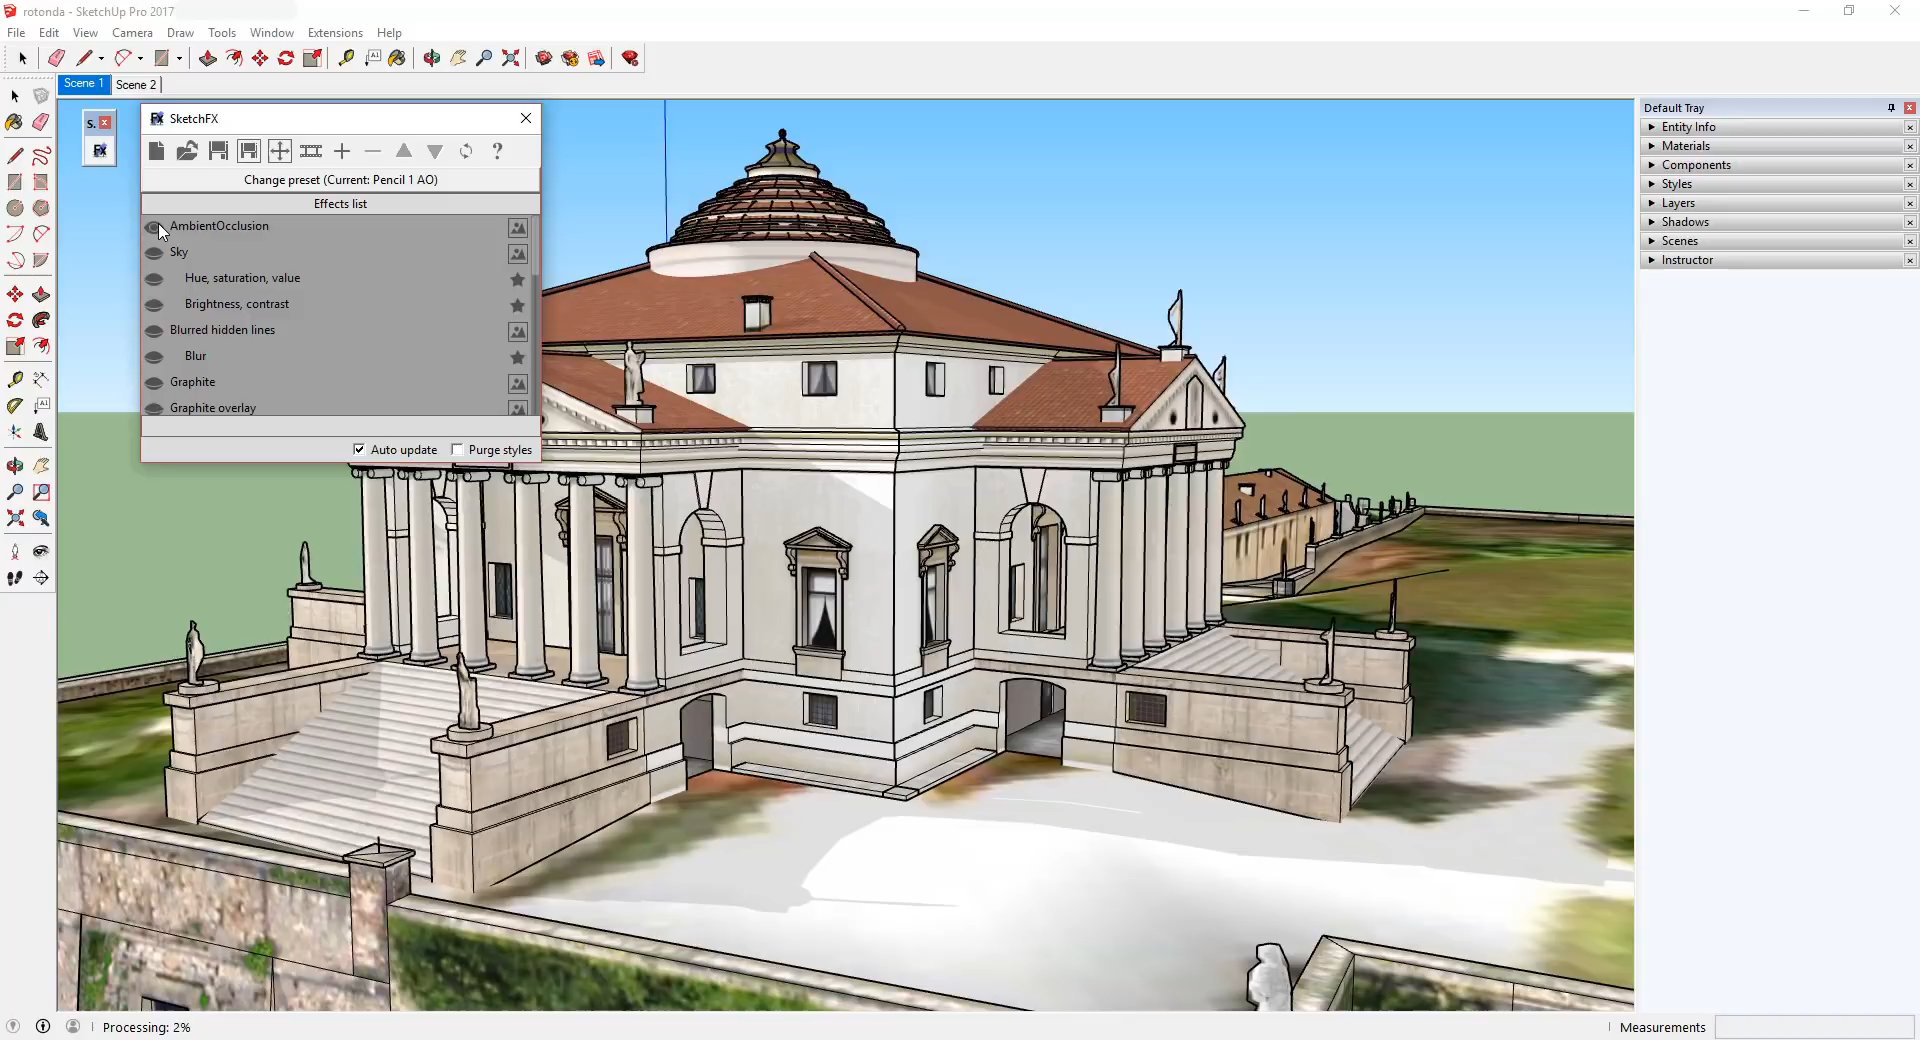 rotonda - SketchUp Pro 2017
File Edit View Camera Draw Tools Window Extensions Help
Scene 1 Scene 2
Default Tray
Entity Info
Materials
Components
Styles
Layers
Shadows
Scenes
Instructor
S.
SketchFX
?
Change preset (Current: Pencil 1 AO)
Effects list
AmbientOcclusion
Sky
Hue, saturation, value
Brightness, contrast
Blurred hidden lines
Blur
Graphite
Graphite overlay
Auto update Purge styles
Processing: 2%
Measurements